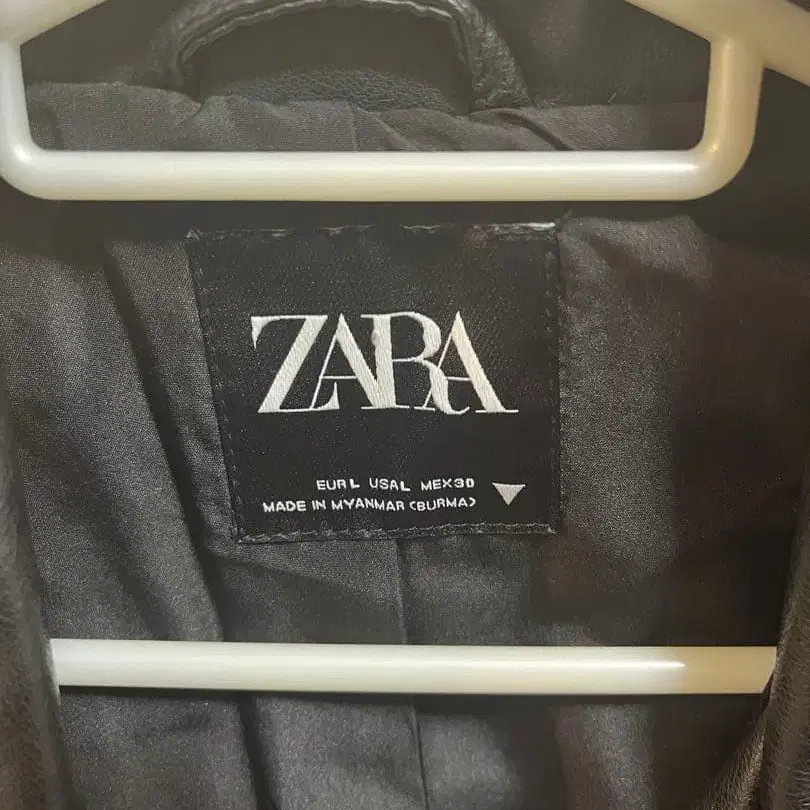 ZARA
EUR L USA L MEX 30
MADE IN MYANMAR (BURMA)